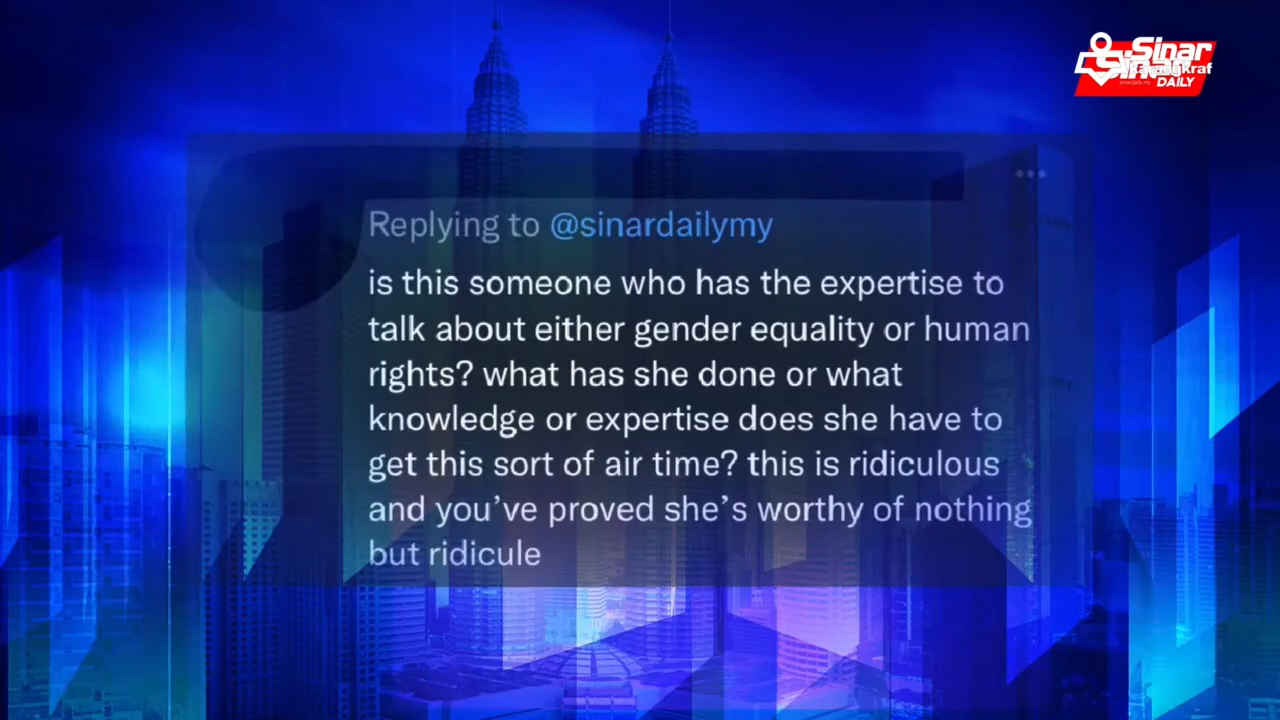 Sinar
DAILY
Replying to @sinardailymy
is this someone who has the expertise to
talk about either gender equality or human
rights? what has she done or what
knowledge or expertise does she have to
get this sort of air time? this is ridiculous
and you've proved she's worthy of nothing
but ridicule